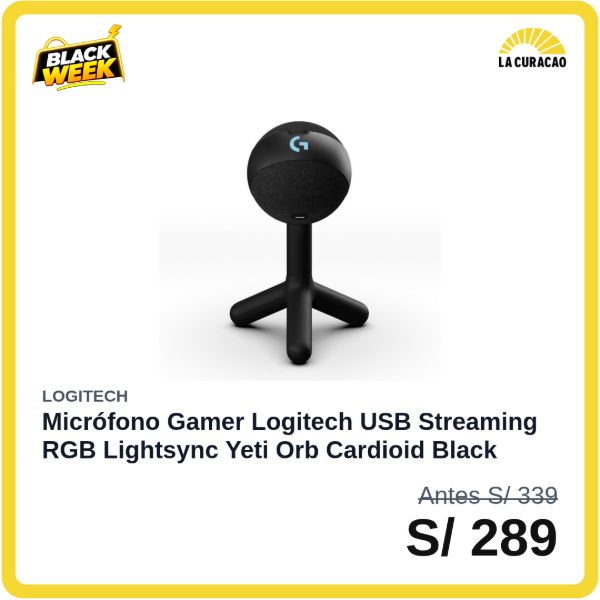 BLACK
WEEK
LA CURACAO
G
LOGITECH
Micrófono Gamer Logitech USB Streaming
RGB Lightsync Yeti Orb Cardioid Black
Antes S/ 339
S/ 289